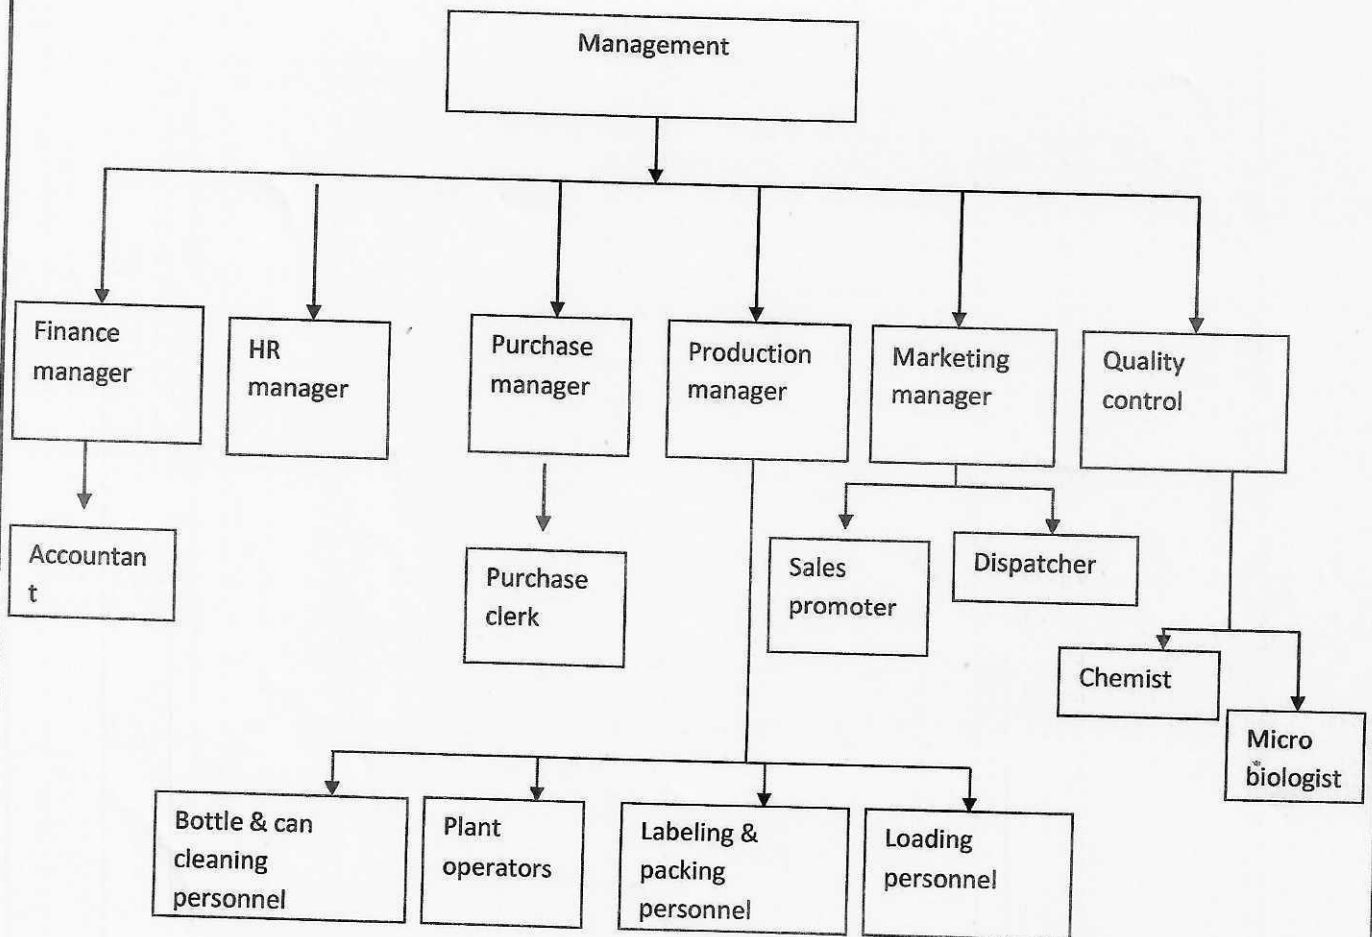 Management
Finance
manager
HR
manager
Purchase
manager
Production
manager
Marketing
manager
Quality
control
Accountan
t
Purchase
clerk
Sales
promoter
Dispatcher
Chemist
Micro
biologist
Bottle & can
cleaning
personnel
Plant
operators
Labeling &
packing
personnel
Loading
personnel